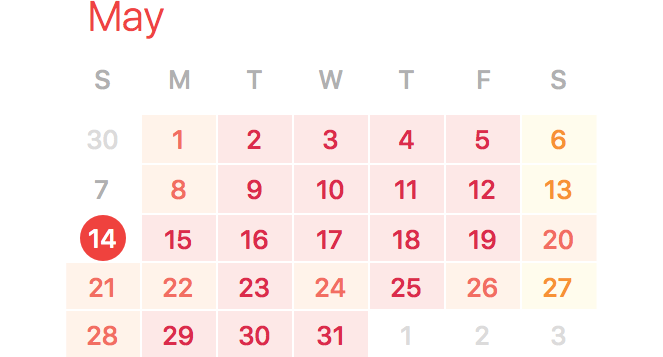 May
S M T W T F S
30 1 2 3 4 5 6
7 8 9 10 11 12 13
14 15 16 17 18 19 20
21 22 23 24 25 26 27
28 29 30 31 1 2 3